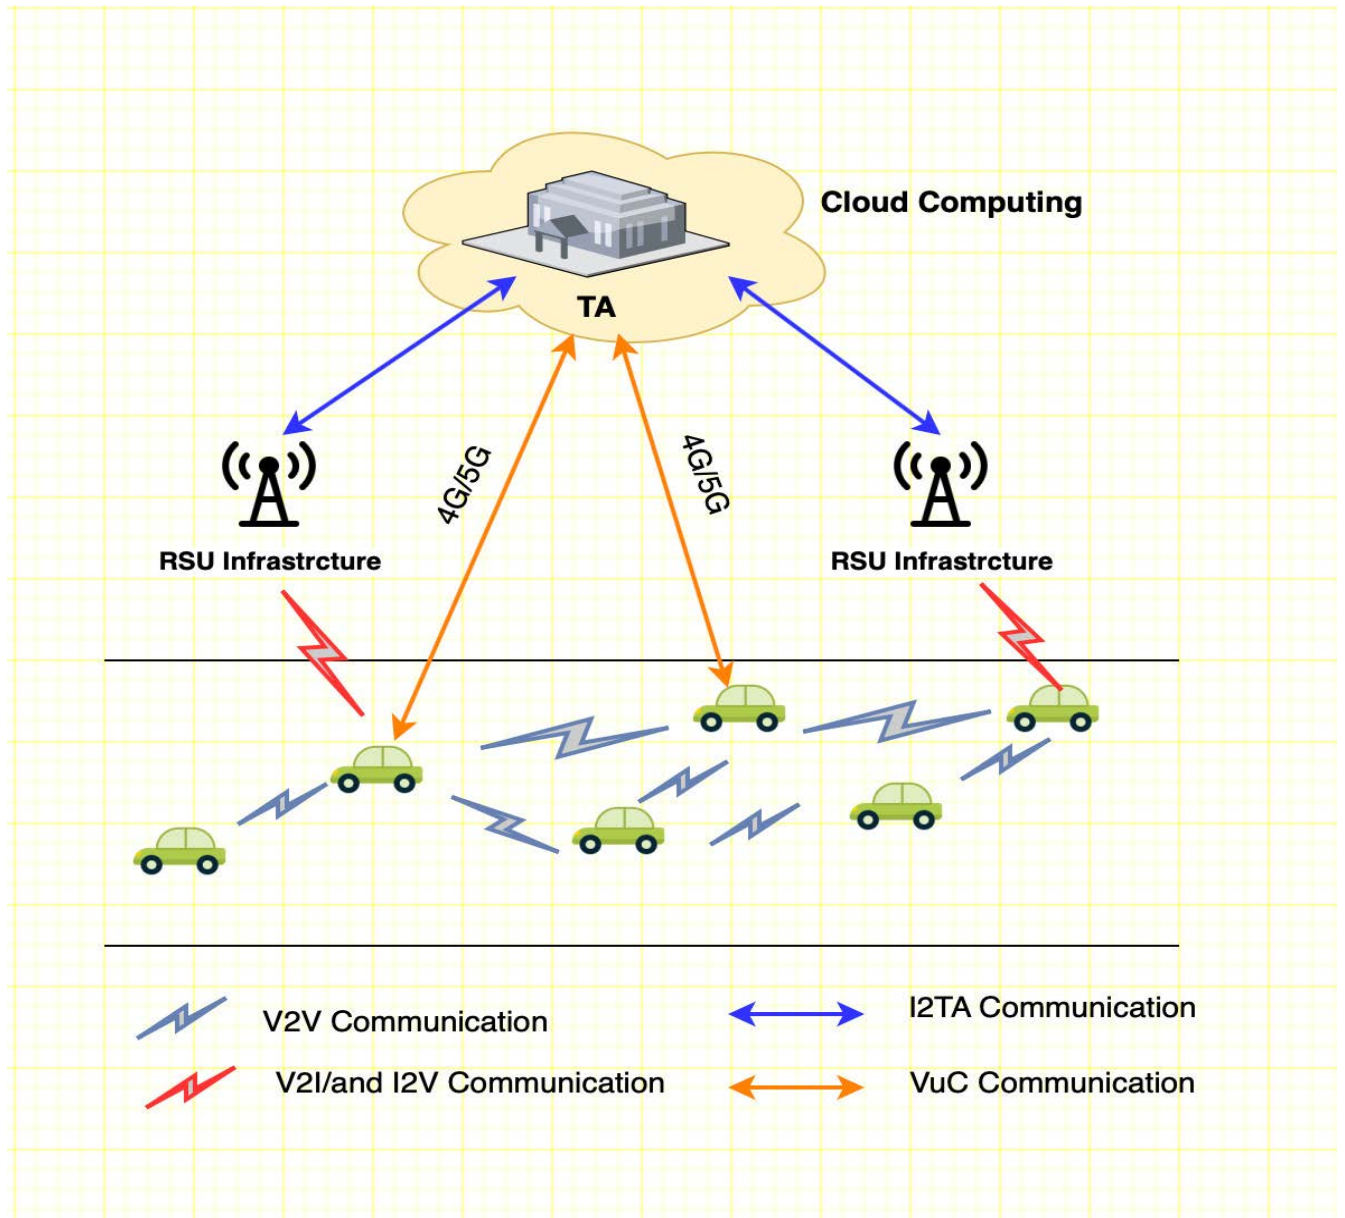 Cloud Computing
TA
4G/5G
4G/5G
RSU Infrastrcture
RSU Infrastrcture
V2V Communication
I2TA Communication
V2I/and I2V Communication
VuC Communication